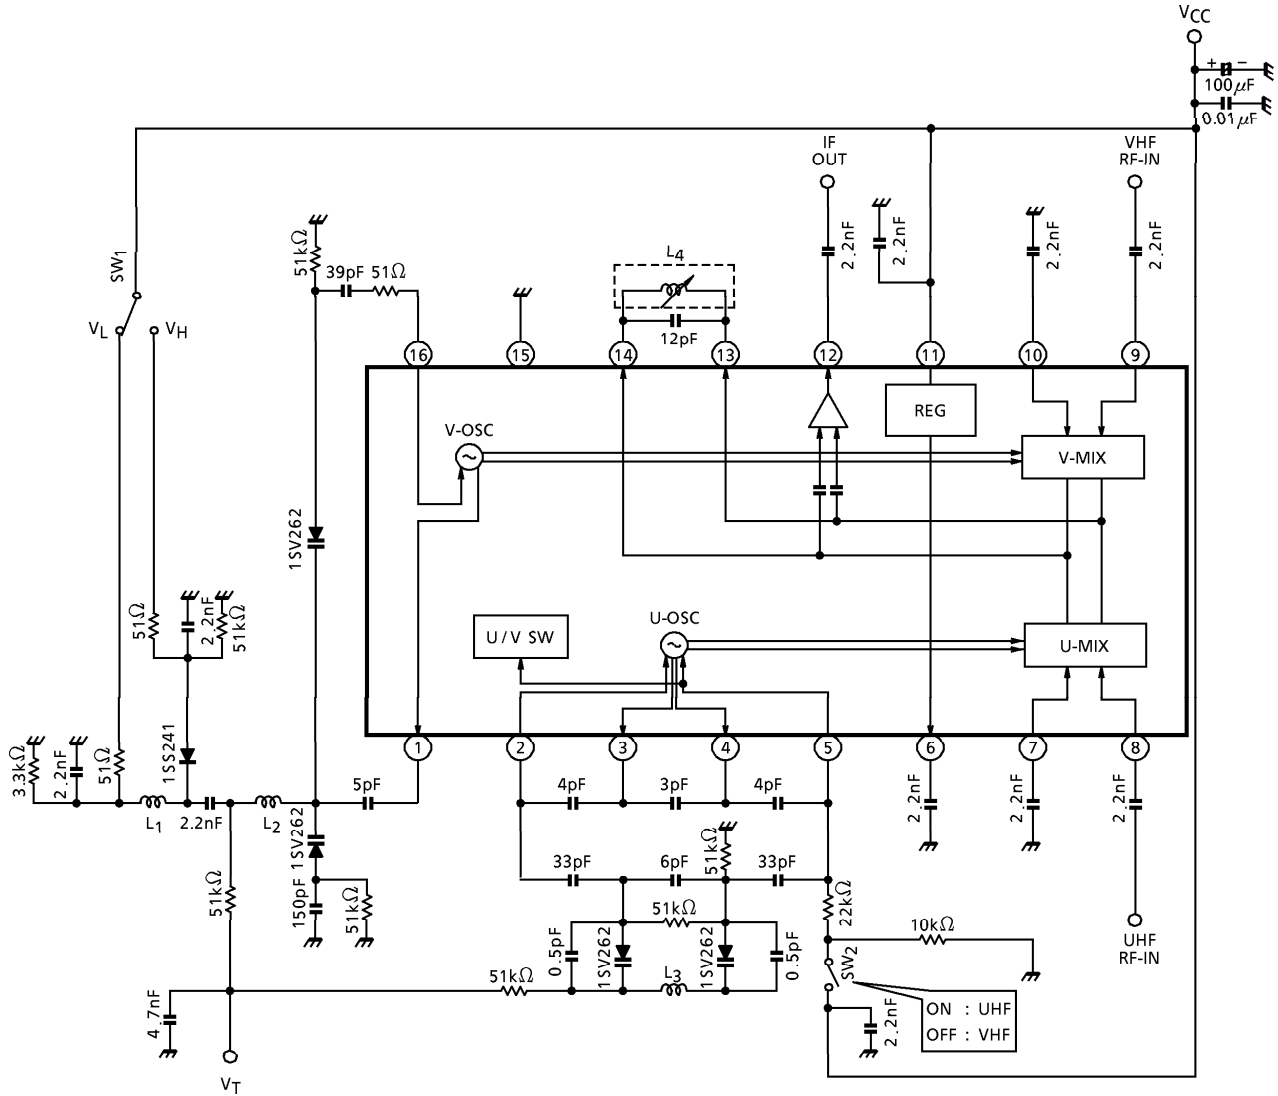 VCC
+ −
100μF
0.01μF
IF
OUT
VHF
RF-IN
SW1
51kΩ
39pF
51Ω
L4
2.2nF
2.2nF
2.2nF
2.2nF
VL
VH
12pF
16
15
14
13
12
11
10
9
REG
V-OSC
V-MIX
1SV262
51Ω
2.2nF
51kΩ
U/V SW
U-OSC
U-MIX
1
2
3
4
5
6
7
8
3.3kΩ
2.2nF
51Ω
1SS241
5pF
4pF
3pF
4pF
2.2nF
2.2nF
2.2nF
L1
2.2nF
L2
1SV262
51kΩ
33pF
6pF
33pF
51kΩ
150pF
51kΩ
51kΩ
22kΩ
10kΩ
0.5pF
1SV262
1SV262
0.5pF
UHF
RF-IN
51kΩ
L3
SW2
4.7nF
2.2nF
ON : UHF
OFF : VHF
VT